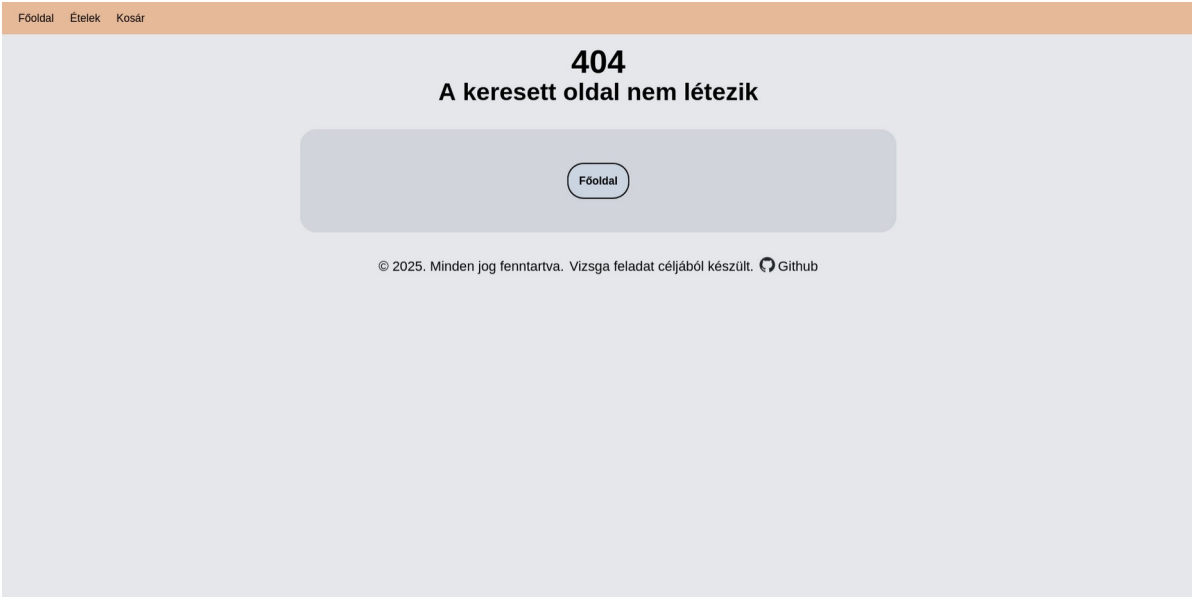 Főoldal Ételek Kosár
404
A keresett oldal nem létezik
Főoldal
© 2025. Minden jog fenntartva. Vizsga feladat céljából készült. Github